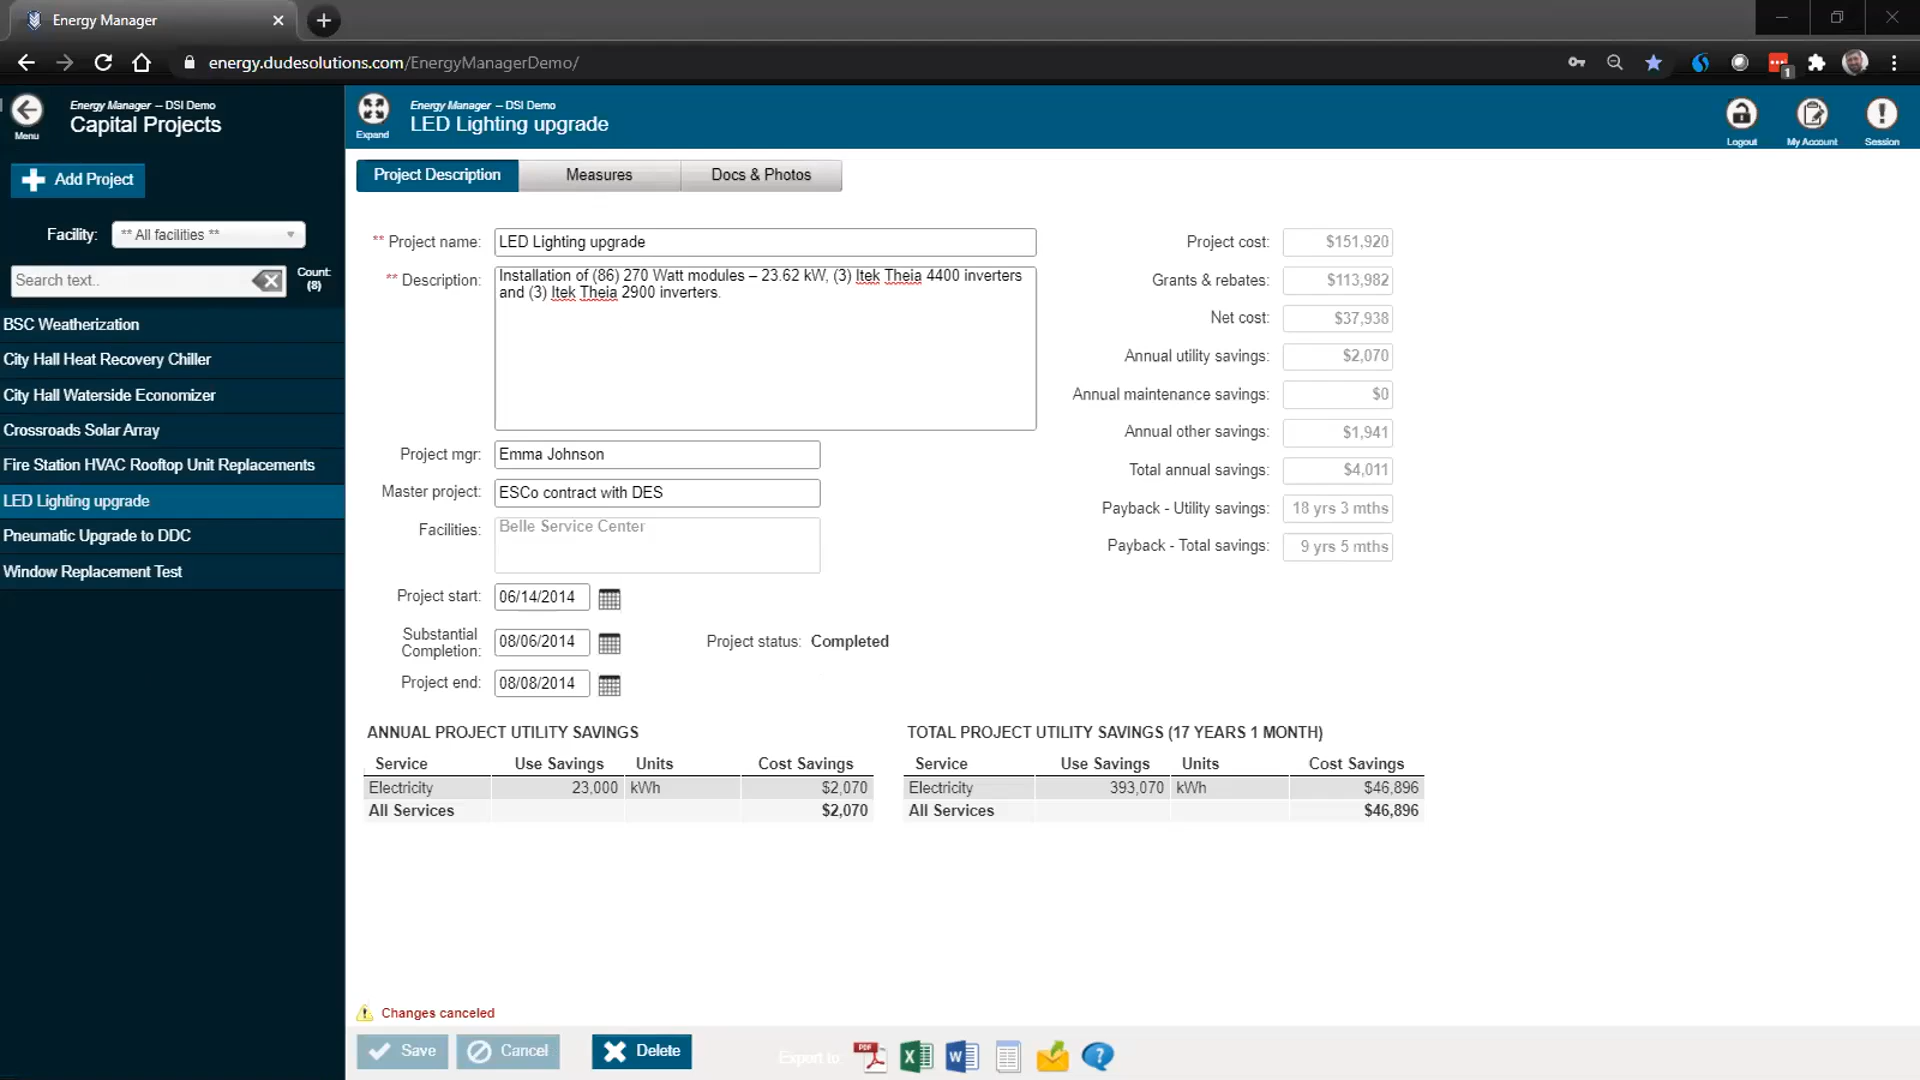 Energy Manager
energy.dudesolutions.com/EnergyManagerDemo/
1
Menu
Energy Manager – DSI Demo
Capital Projects
Expand
Energy Manager – DSI Demo
LED Lighting upgrade
Logout
My Account
Session
Add Project
Facility: ** All facilities **
Search text..
Count:
(8)
BSC Weatherization
City Hall Heat Recovery Chiller
City Hall Waterside Economizer
Crossroads Solar Array
Fire Station HVAC Rooftop Unit Replacements
LED Lighting upgrade
Pneumatic Upgrade to DDC
Window Replacement Test
Project Description Measures Docs & Photos
** Project name: LED Lighting upgrade
** Description: Installation of (86) 270 Watt modules – 23.62 kW, (3) Itek Theia 4400 inverters
and (3) Itek Theia 2900 inverters.
Project mgr: Emma Johnson
Master project: ESCo contract with DES
Facilities: Belle Service Center
Project start: 06/14/2014
Substantial
Completion: 08/06/2014
Project status: Completed
Project end: 08/08/2014
Project cost: $151,920
Grants & rebates: $113,982
Net cost: $37,938
Annual utility savings: $2,070
Annual maintenance savings: $0
Annual other savings: $1,941
Total annual savings: $4,011
Payback - Utility savings: 18 yrs 3 mths
Payback - Total savings: 9 yrs 5 mths
ANNUAL PROJECT UTILITY SAVINGS
Service Use Savings Units Cost Savings
Electricity 23,000 kWh $2,070
All Services $2,070
TOTAL PROJECT UTILITY SAVINGS (17 YEARS 1 MONTH)
Service Use Savings Units Cost Savings
Electricity 393,070 kWh $46,896
All Services $46,896
Changes canceled
Save Cancel Delete Export to PDF X W ?